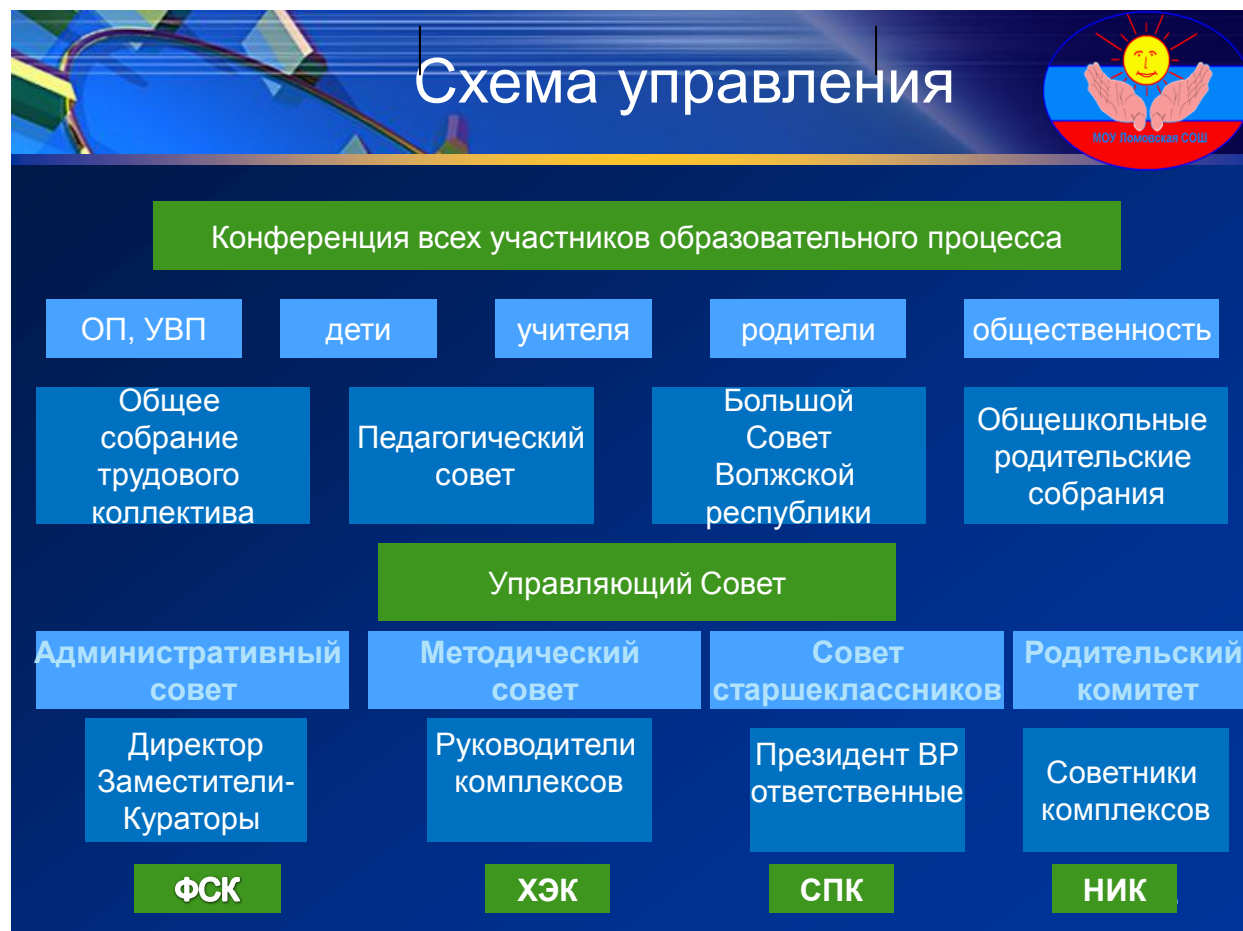 Схема управления
МОУ Ломовская СОШ
Конференция всех участников образовательного процесса
ОП, УВП
дети
учителя
родители
общественность
Общее
собрание
трудового
коллектива
Педагогический
совет
Большой
Совет
Волжской
республики
Общешкольные
родительские
собрания
Управляющий Совет
Административный
совет
Методический
совет
Совет
старшеклассников
Родительский
комитет
Директор
Заместители-
Кураторы
Руководители
комплексов
Президент ВР
ответственные
Советники
комплексов
ФСК
ХЭК
СПК
НИК